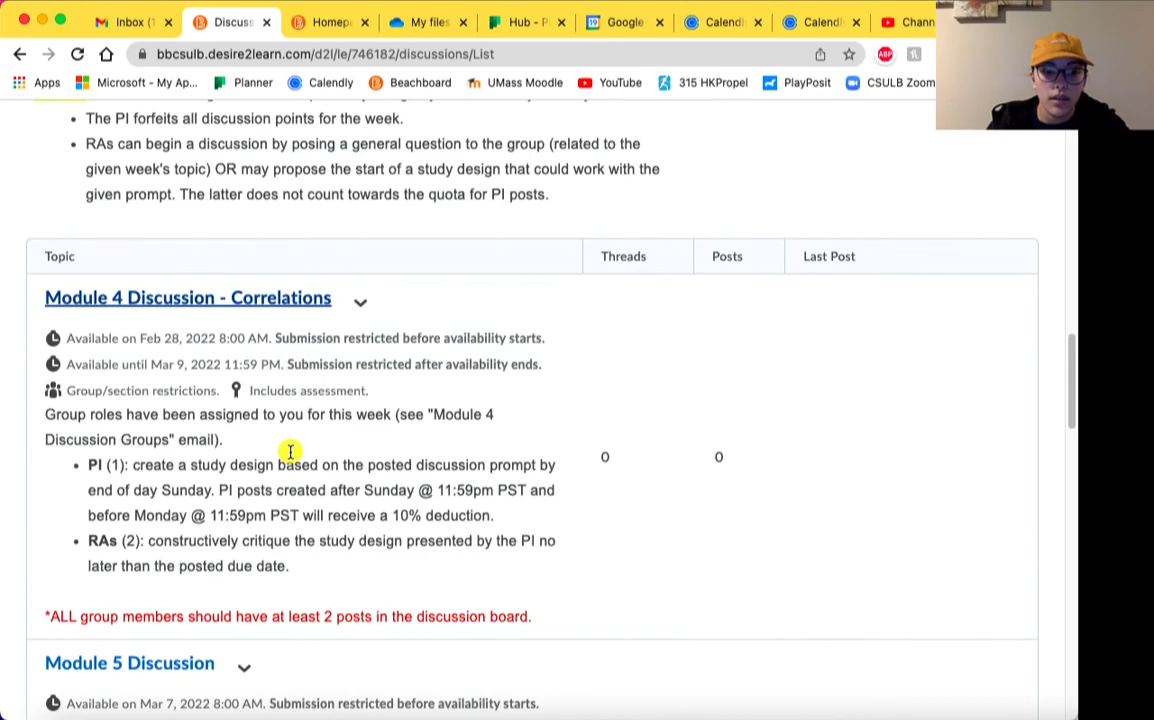 Inbox (1
Discuss
Homepa
My files
Hub - P
Google
Calendl
Calendl
Chann
bbcsulb.desire2learn.com/d2l/le/746182/discussions/List
ABP
Apps
Microsoft - My Ap...
Planner
Calendly
Beachboard
UMass Moodle
YouTube
315 HKPropel
PlayPosit
CSULB Zoom
• The PI forfeits all discussion points for the week.
• RAs can begin a discussion by posing a general question to the group (related to the
given week's topic) OR may propose the start of a study design that could work with the
given prompt. The latter does not count towards the quota for PI posts.
Topic
Threads
Posts
Last Post
Module 4 Discussion - Correlations
Available on Feb 28, 2022 8:00 AM. Submission restricted before availability starts.
Available until Mar 9, 2022 11:59 PM. Submission restricted after availability ends.
Group/section restrictions. Includes assessment.
Group roles have been assigned to you for this week (see "Module 4
Discussion Groups" email).
• PI (1): create a study design based on the posted discussion prompt by
end of day Sunday. PI posts created after Sunday @ 11:59pm PST and
before Monday @ 11:59pm PST will receive a 10% deduction.
• RAs (2): constructively critique the study design presented by the PI no
later than the posted due date.
0
0
*ALL group members should have at least 2 posts in the discussion board.
Module 5 Discussion
Available on Mar 7, 2022 8:00 AM. Submission restricted before availability starts.